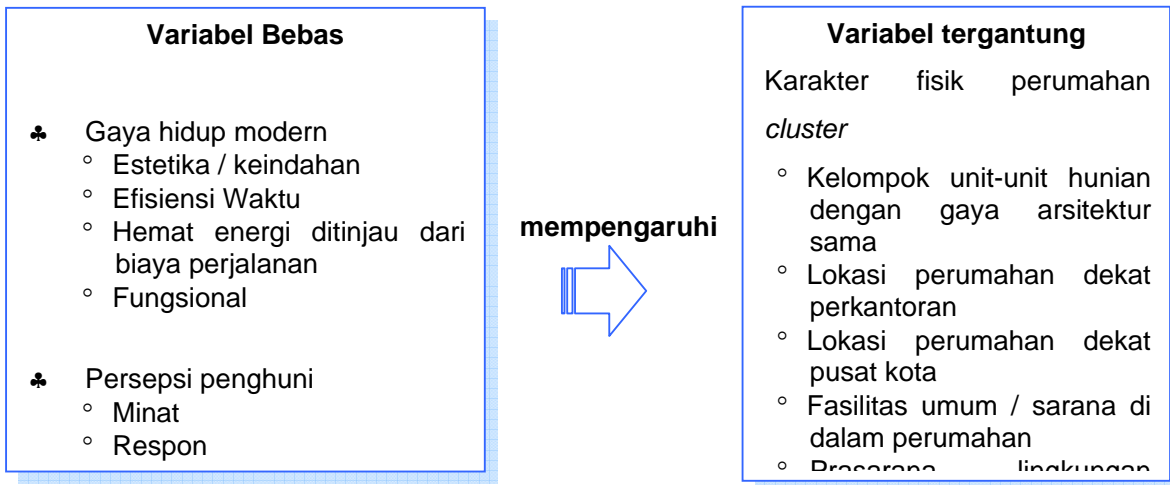 Variabel Bebas
♣ Gaya hidup modern
° Estetika / keindahan
° Efisiensi Waktu
° Hemat energi ditinjau dari
biaya perjalanan
° Fungsional
♣ Persepsi penghuni
° Minat
° Respon
mempengaruhi
Variabel tergantung
Karakter fisik perumahan
cluster
° Kelompok unit-unit hunian
dengan gaya arsitektur
sama
° Lokasi perumahan dekat
perkantoran
° Lokasi perumahan dekat
pusat kota
° Fasilitas umum / sarana di
dalam perumahan
° Prasarana lingkungan